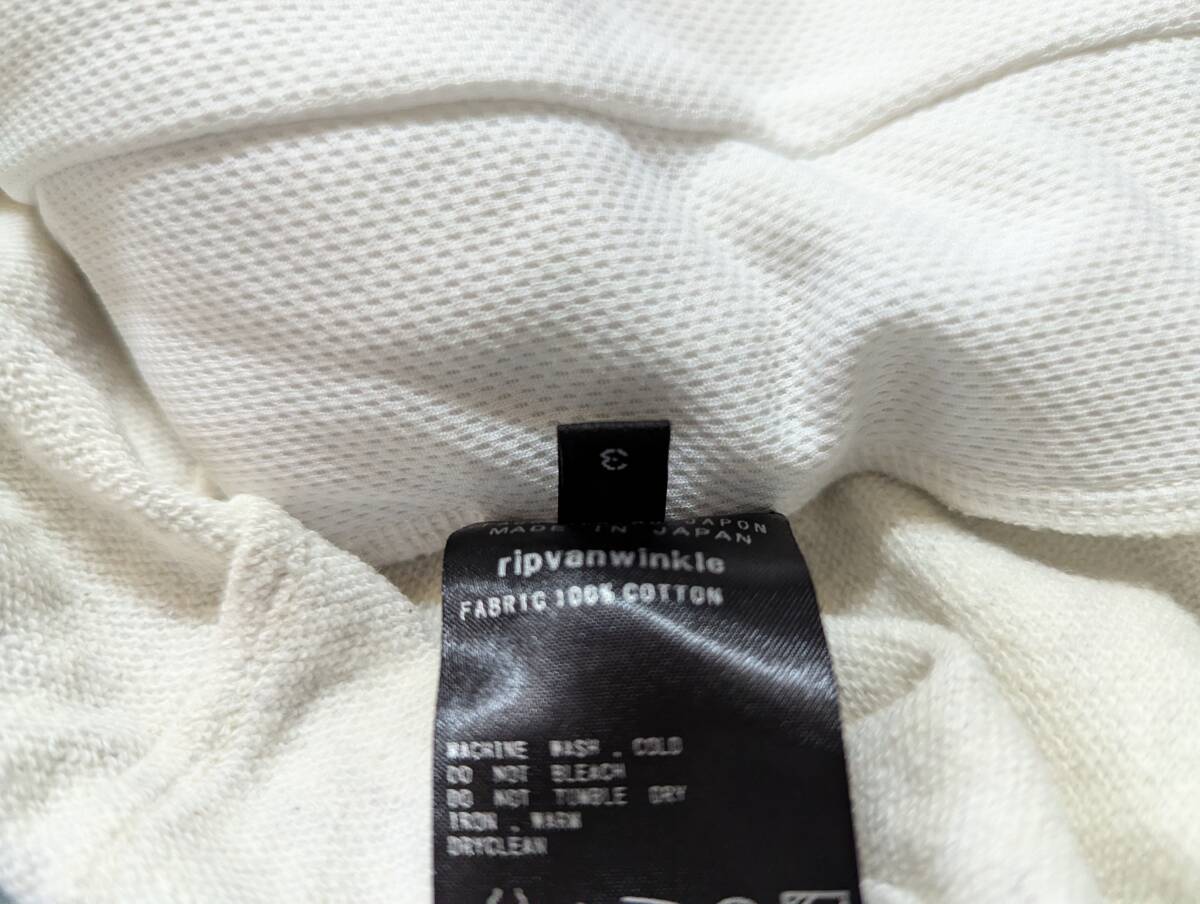 3
JAPON
MADE IN JAPAN
ripvanwinkle
FABRIC 100% COTTON
MACHINE WASH . COLD
DO NOT BLEACH
DO NOT TUMBLE DRY
IRON . WARM
DRYCLEAN